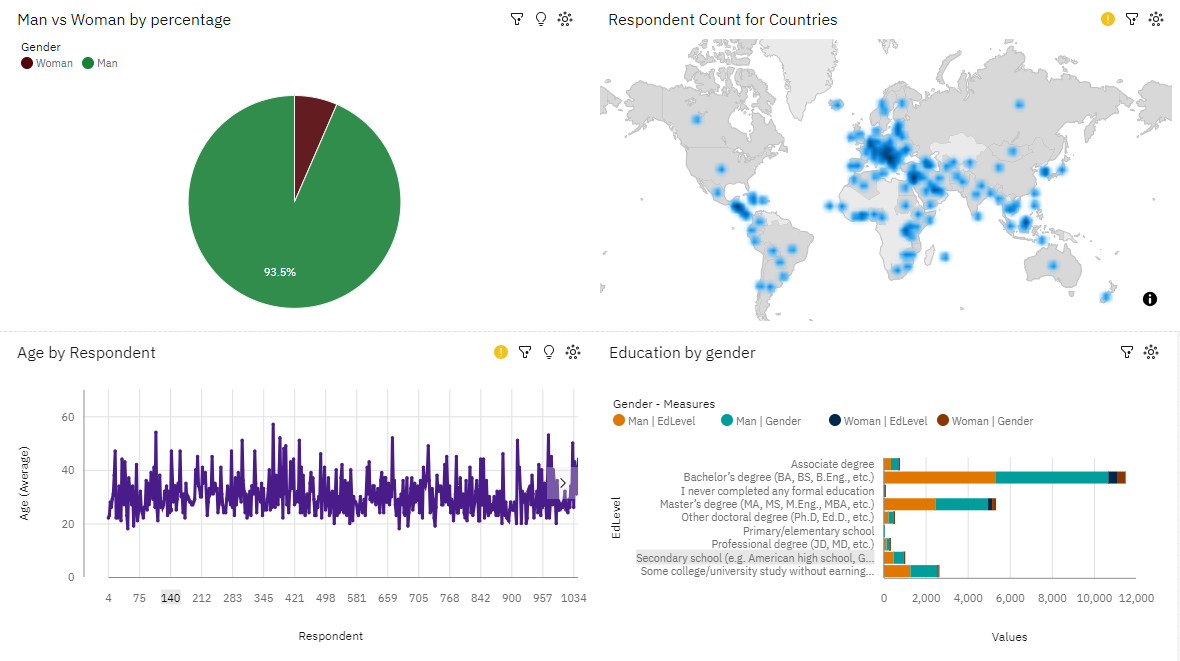 Man vs Woman by percentage
Gender
Woman Man
93.5%
Respondent Count for Countries
Age by Respondent
Age (Average)
60
40
20
0
4 75 140 212 283 345 421 498 581 659 705 768 842 900 957 1034
Respondent
Education by gender
Gender - Measures
Man | EdLevel Man | Gender Woman | EdLevel Woman | Gender
EdLevel
Associate degree
Bachelor's degree (BA, BS, B.Eng., etc.)
I never completed any formal education
Master's degree (MA, MS, M.Eng., MBA, etc.)
Other doctoral degree (Ph.D, Ed.D., etc.)
Primary/elementary school
Professional degree (JD, MD, etc.)
Secondary school (e.g. American high school, G...
Some college/university study without earning...
0 2,000 4,000 6,000 8,000 10,000 12,000
Values